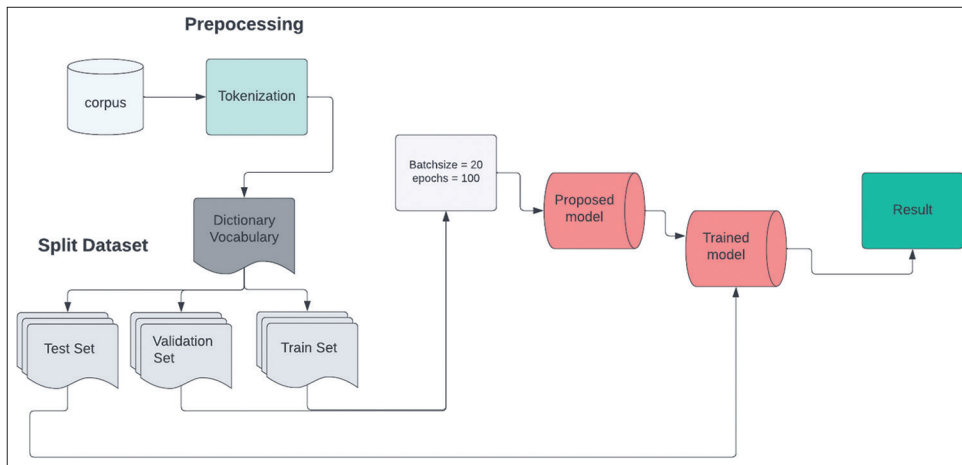 Prepocessing
corpus
Tokenization
Batchsize = 20
epochs = 100
Proposed
model
Result
Dictionary
Vocabulary
Trained
model
Split Dataset
Test Set
Validation
Set
Train Set